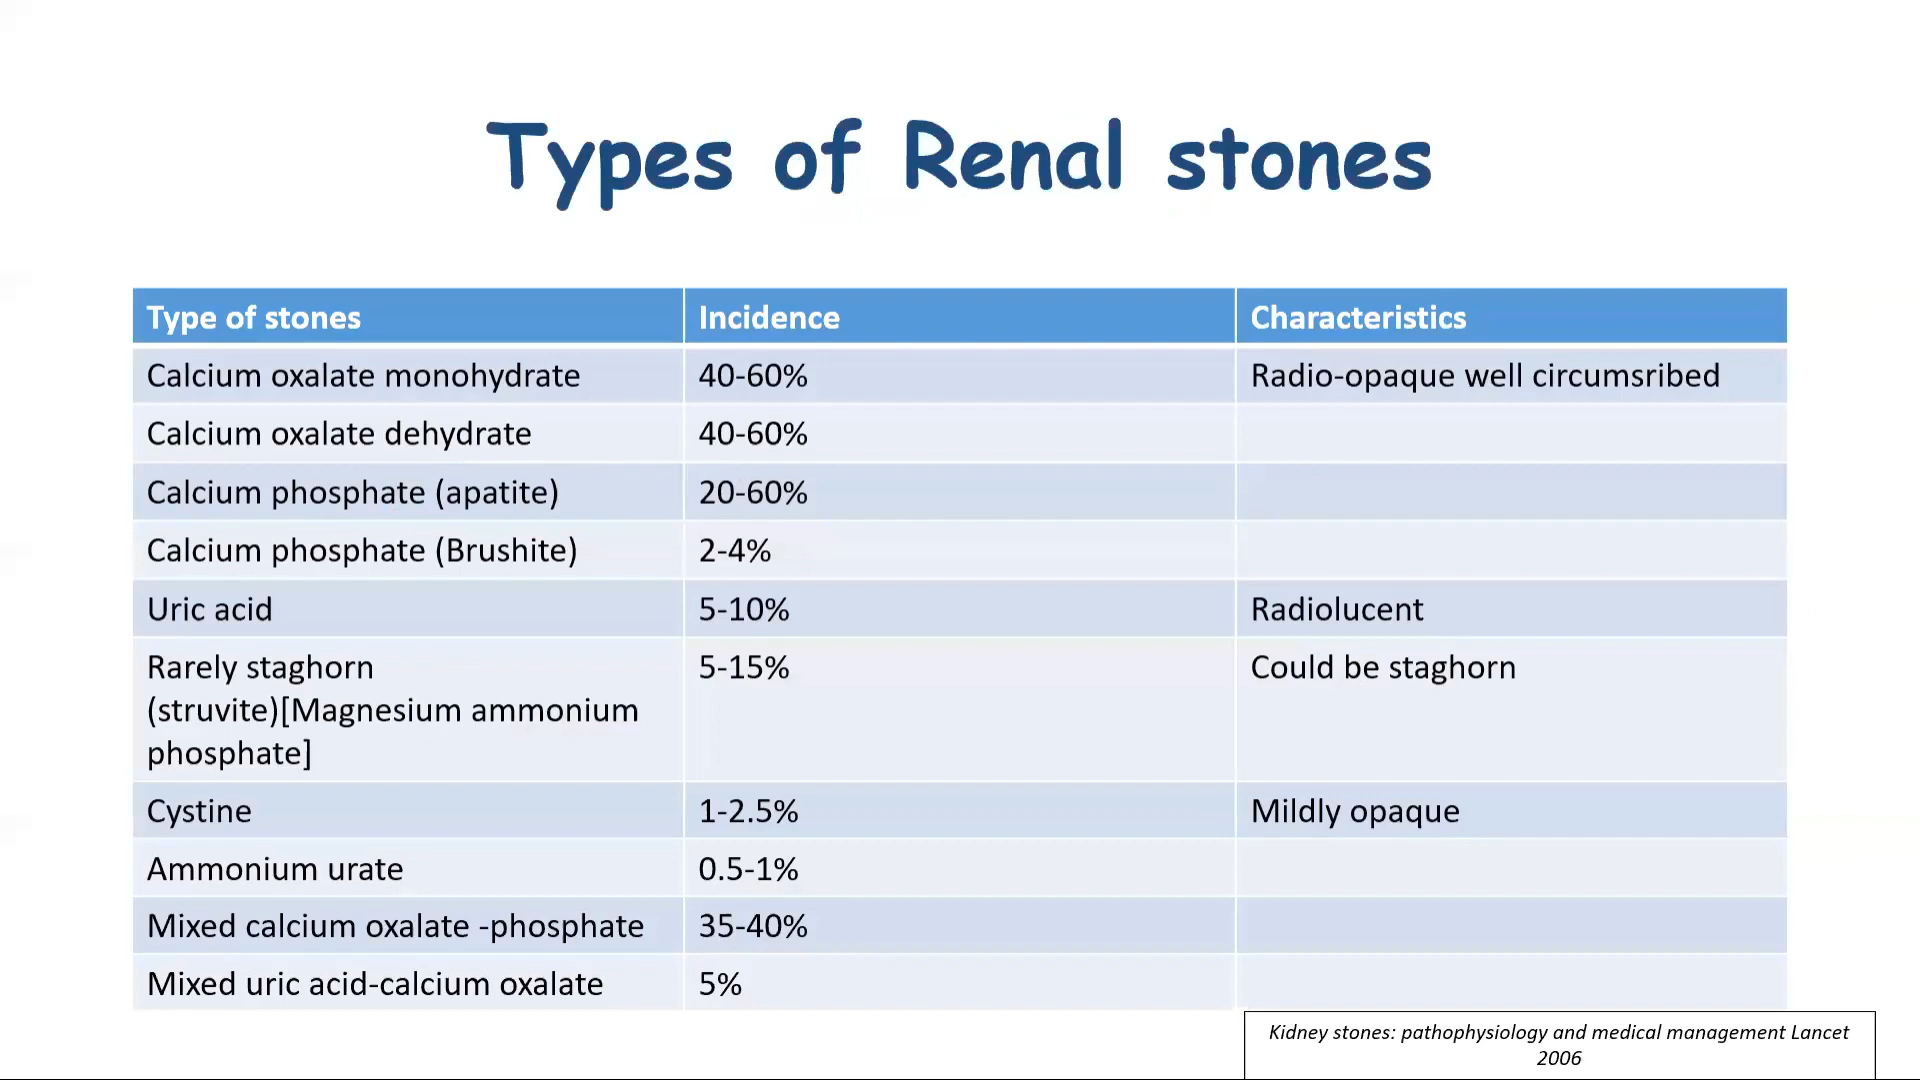 Types of Renal stones
Type of stones Incidence Characteristics
Calcium oxalate monohydrate 40-60% Radio-opaque well circumsribed
Calcium oxalate dehydrate 40-60%
Calcium phosphate (apatite) 20-60%
Calcium phosphate (Brushite) 2-4%
Uric acid 5-10% Radiolucent
Rarely staghorn 5-15% Could be staghorn
(struvite)[Magnesium ammonium
phosphate]
Cystine 1-2.5% Mildly opaque
Ammonium urate 0.5-1%
Mixed calcium oxalate -phosphate 35-40%
Mixed uric acid-calcium oxalate 5%
Kidney stones: pathophysiology and medical management Lancet
2006